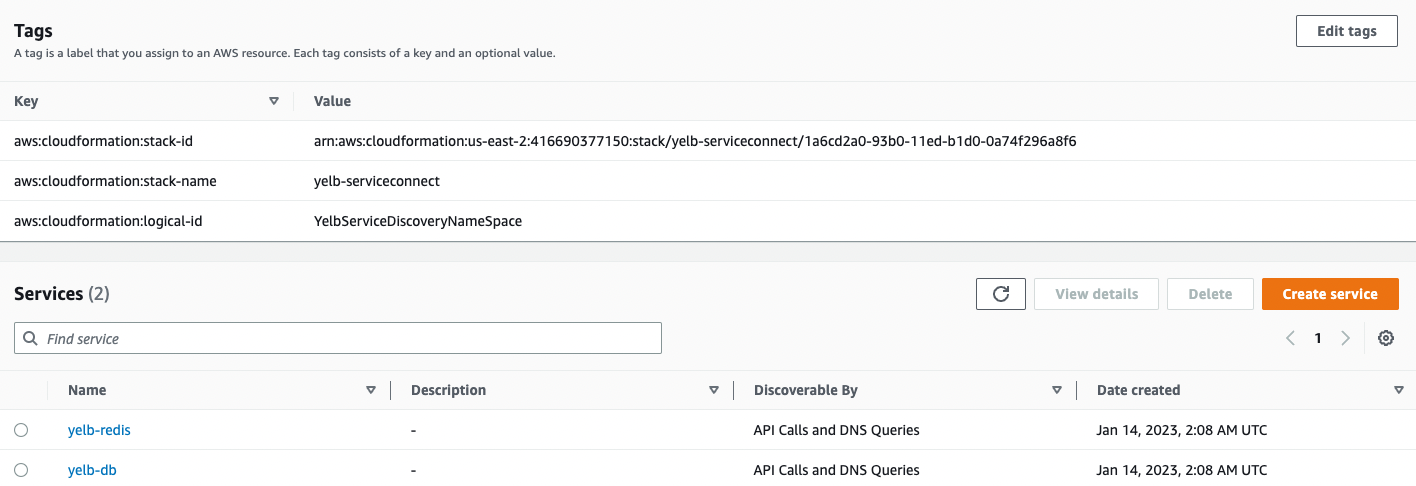 Tags
Edit tags
A tag is a label that you assign to an AWS resource. Each tag consists of a key and an optional value.
Key Value
aws:cloudformation:stack-id arn:aws:cloudformation:us-east-2:416690377150:stack/yelb-serviceconnect/1a6cd2a0-93b0-11ed-b1d0-0a74f296a8f6
aws:cloudformation:stack-name yelb-serviceconnect
aws:cloudformation:logical-id YelbServiceDiscoveryNameSpace
Services (2) View details Delete Create service
Find service 1
Name Description Discoverable By Date created
yelb-redis - API Calls and DNS Queries Jan 14, 2023, 2:08 AM UTC
yelb-db - API Calls and DNS Queries Jan 14, 2023, 2:08 AM UTC